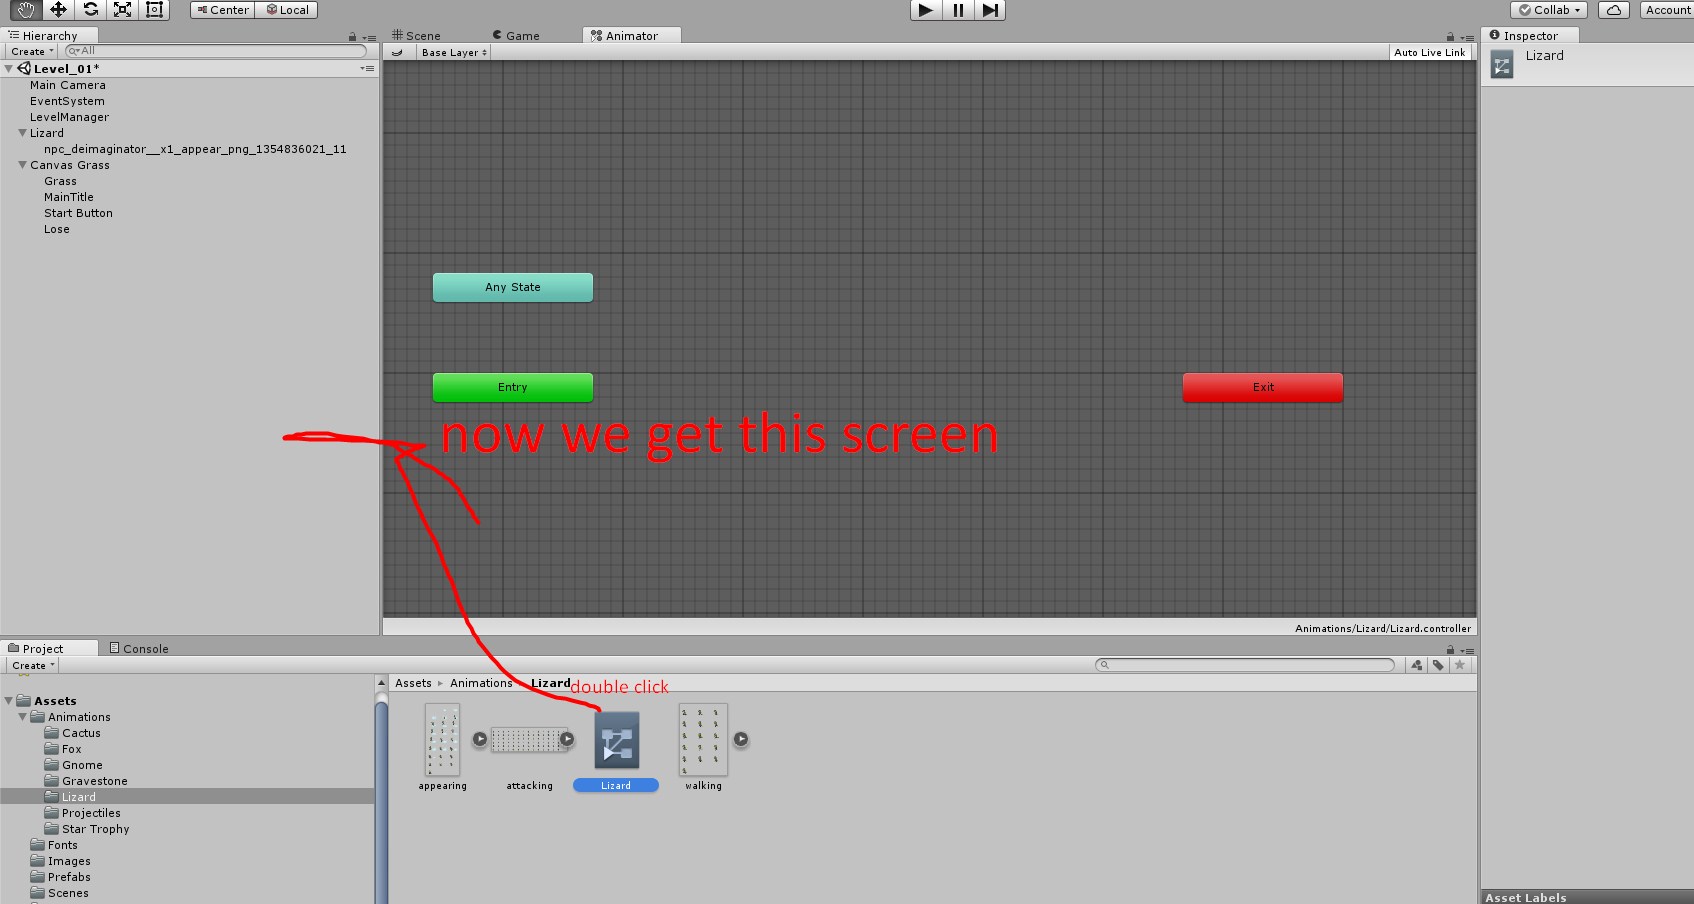 Center Local
Collab
Account
Hierarchy
Scene
Game
Animator
Inspector
Create
All
Base Layer
Auto Live Link
Lizard
Level_01*
Main Camera
EventSystem
LevelManager
Lizard
npc_deimaginator__x1_appear_png_1354836021_11
Canvas Grass
Grass
MainTitle
Start Button
Lose
Any State
Entry
Exit
now we get this screen
Animations/Lizard/Lizard.controller
Project
Console
Create
Assets
Animations
Cactus
Fox
Gnome
Gravestone
Lizard
Projectiles
Star Trophy
Fonts
Images
Prefabs
Scenes
Assets Animations Lizard
double click
appearing
attacking
Lizard
walking
Asset Labels